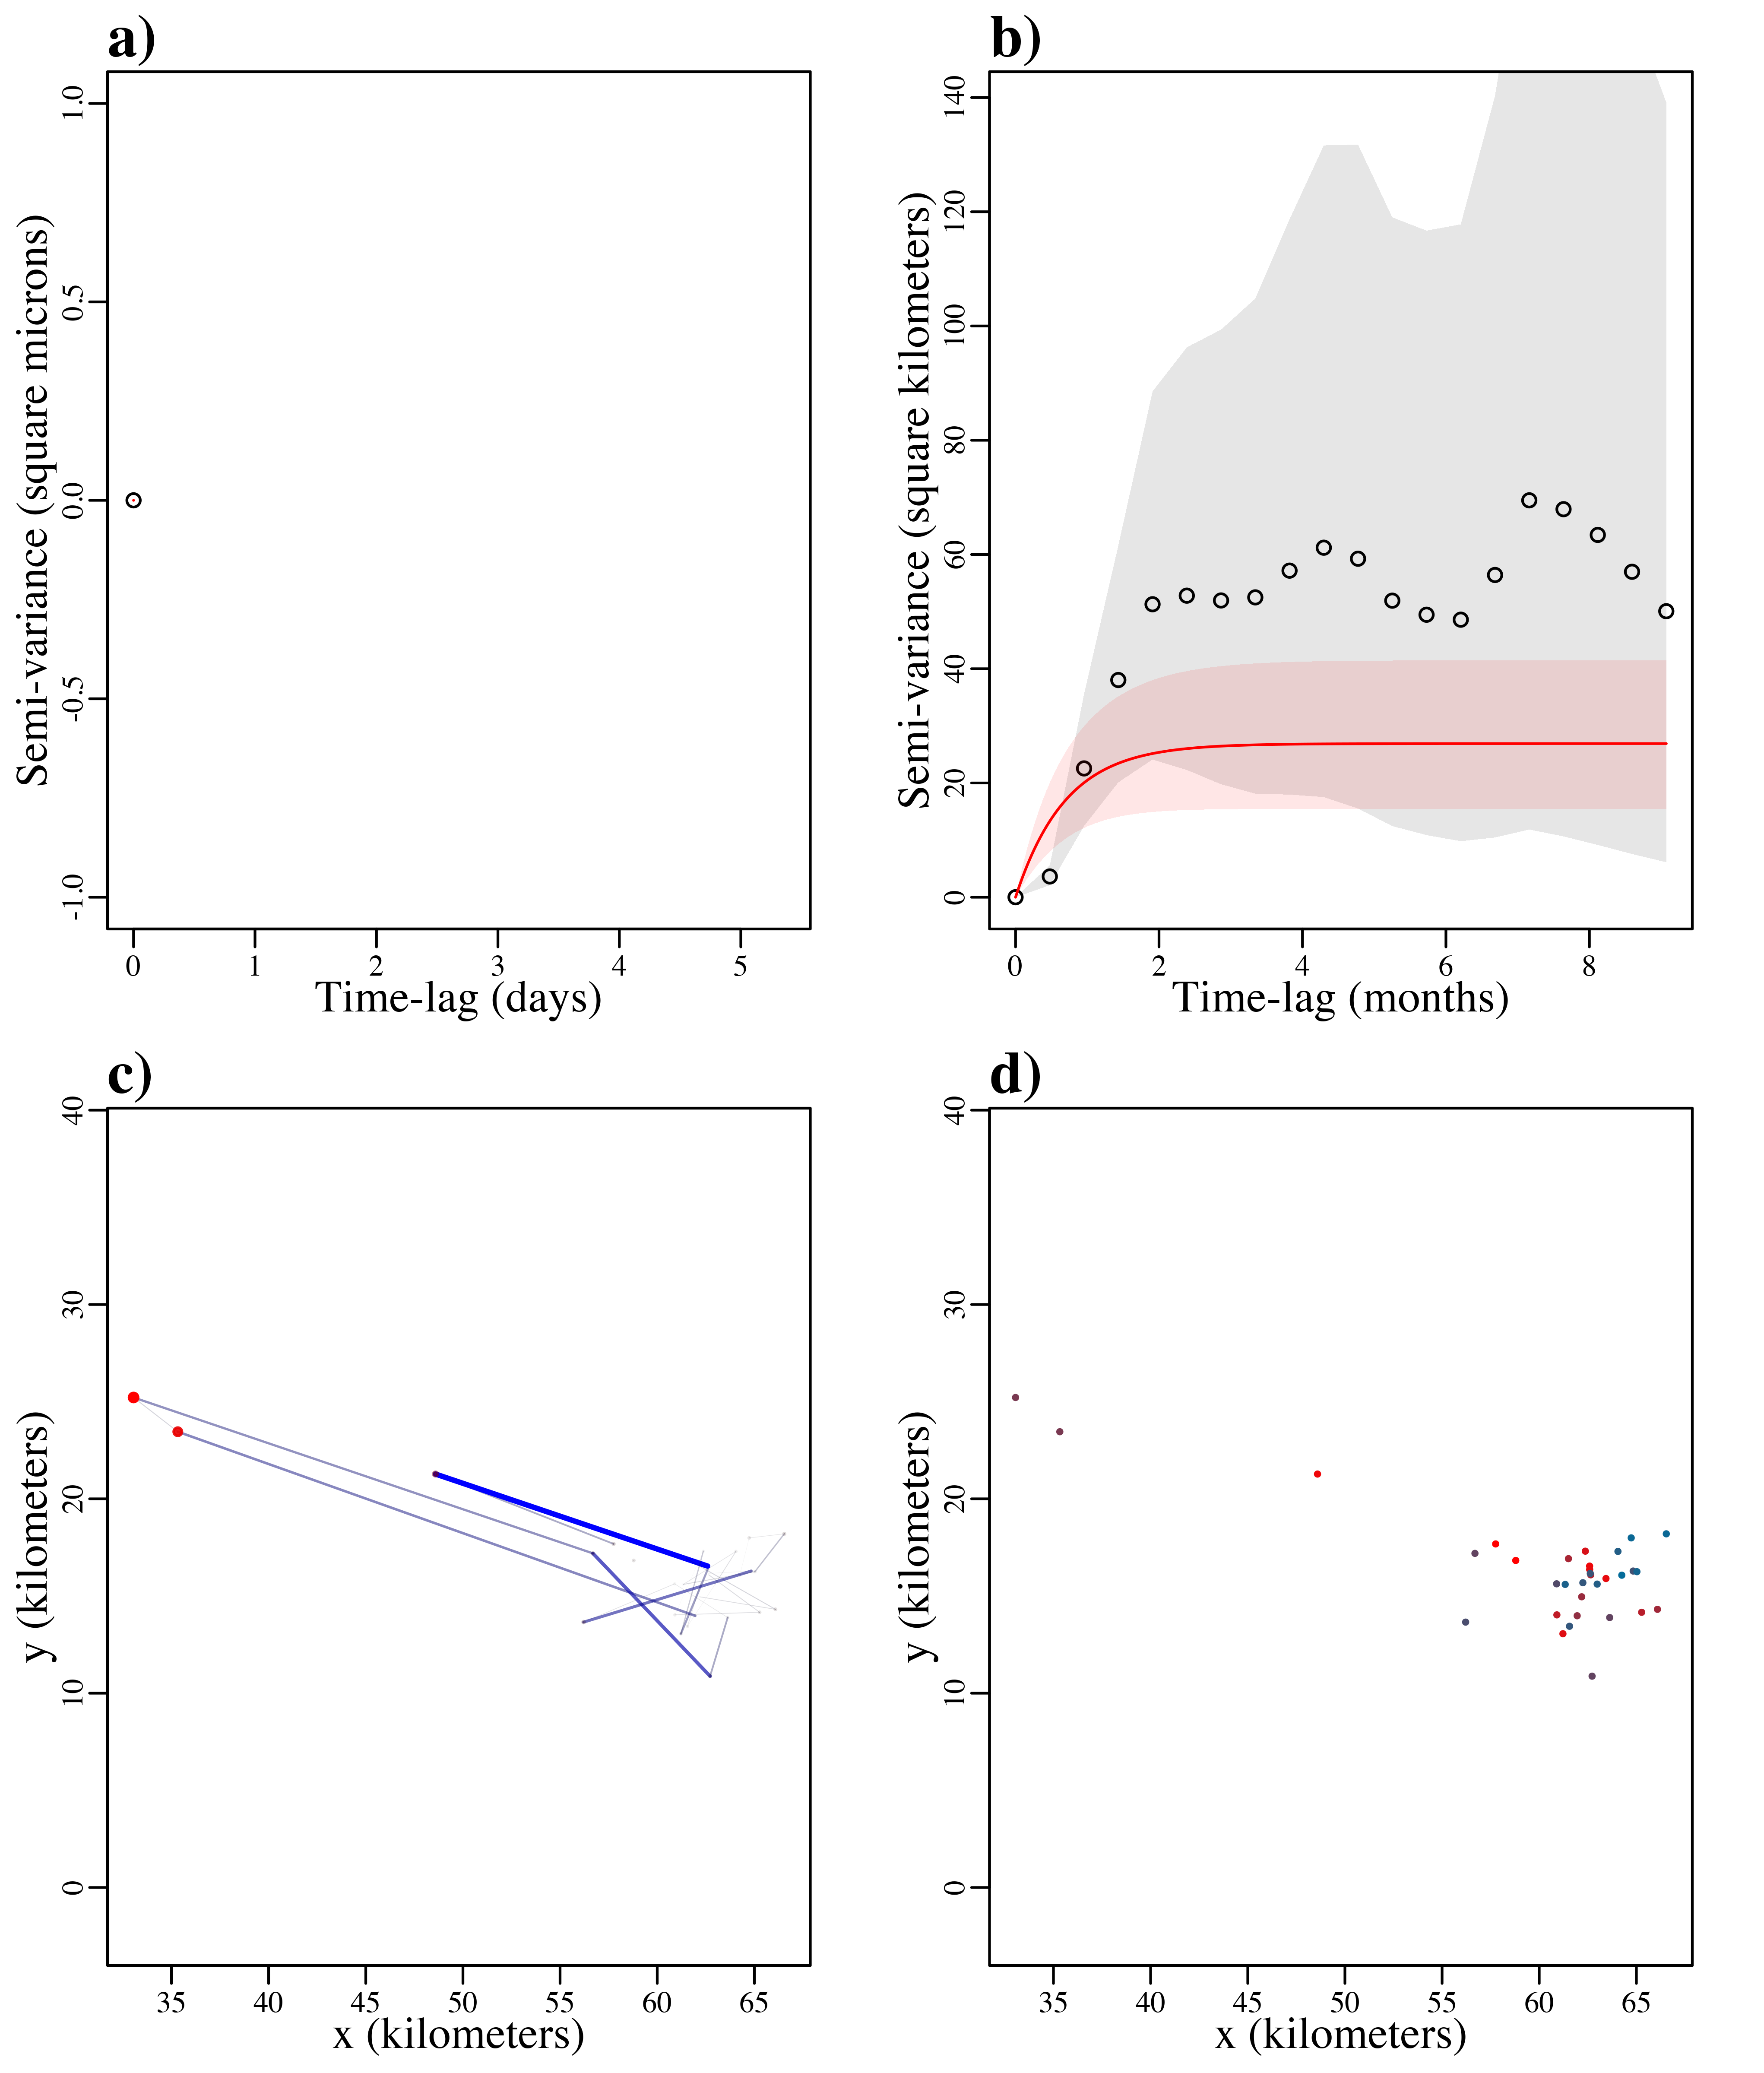 a)
Semi-variance (square microns)
1.0
0.5
0.0
-0.5
-1.0
0 1 2 3 4 5
Time-lag (days)
b)
Semi-variance (square kilometers)
140
120
100
80
60
40
20
0
0 2 4 6 8
Time-lag (months)
c)
y (kilometers)
40
30
20
10
0
35 40 45 50 55 60 65
x (kilometers)
d)
y (kilometers)
40
30
20
10
0
35 40 45 50 55 60 65
x (kilometers)